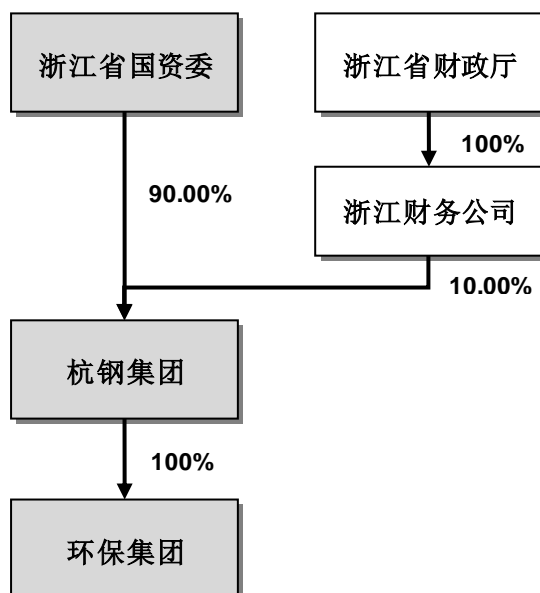 浙江省国资委
浙江省财政厅
100%
90.00%
浙江财务公司
10.00%
杭钢集团
100%
环保集团